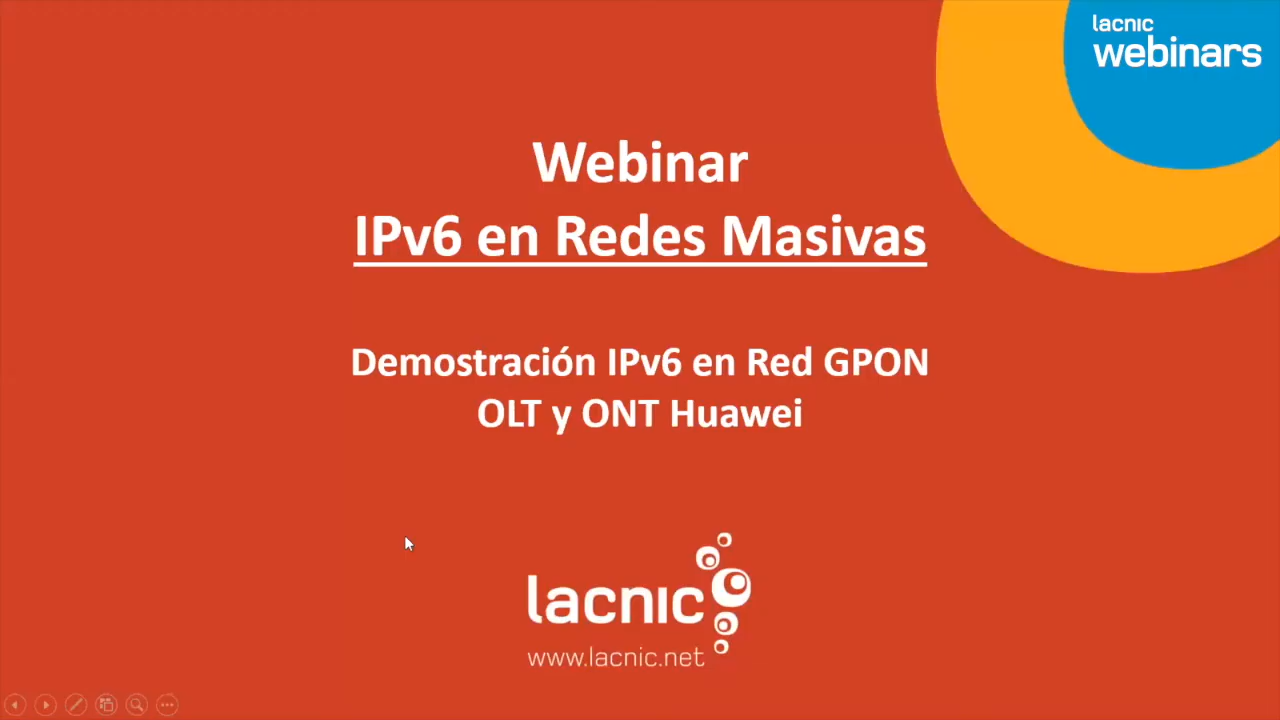 lacnic
webinars
Webinar
IPv6 en Redes Masivas
Demostración IPv6 en Red GPON
OLT y ONT Huawei
lacnic
www.lacnic.net